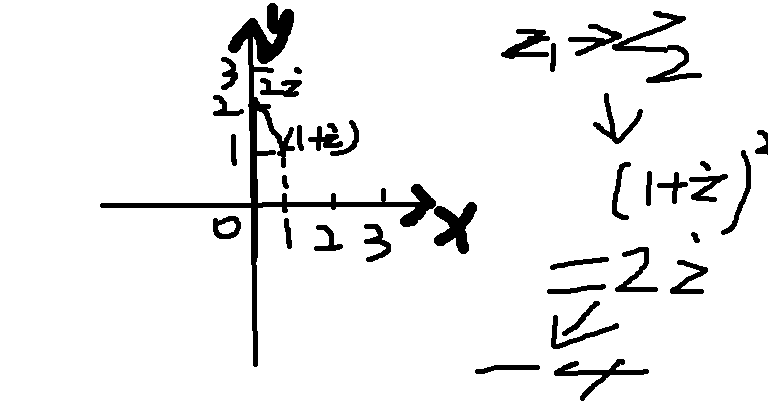 y
3
2i
2
1
(1+i)
0
1 2 3
x
z₁→z₂
↓
(1+i)²
=2i
↙
-4